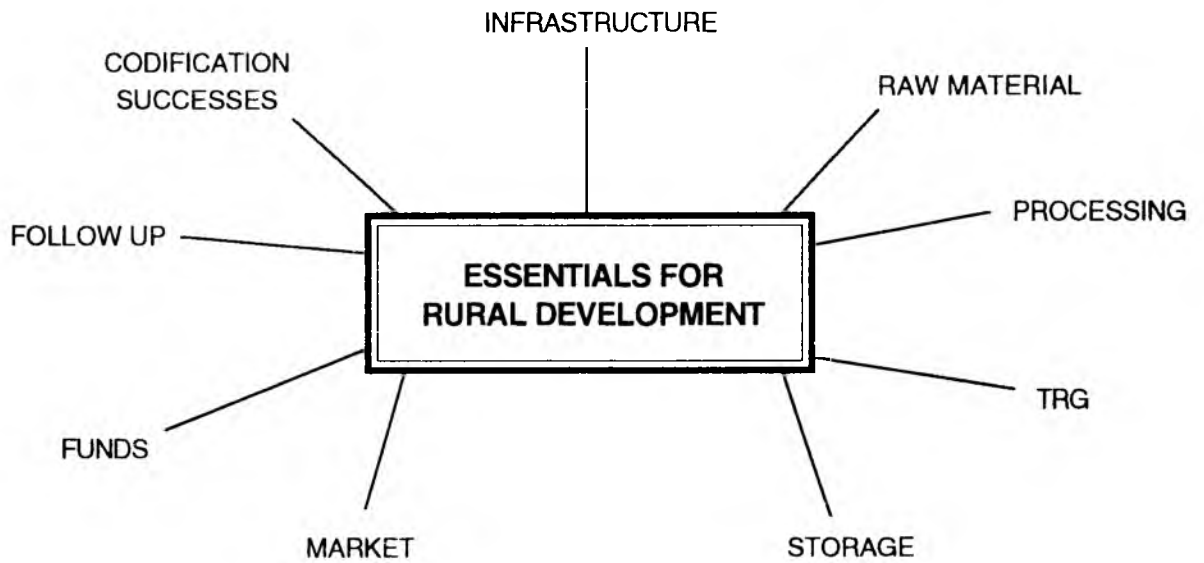 INFRASTRUCTURE
CODIFICATION
SUCCESSES
RAW MATERIAL
PROCESSING
FOLLOW UP
ESSENTIALS FOR
RURAL DEVELOPMENT
TRG
FUNDS
MARKET
STORAGE